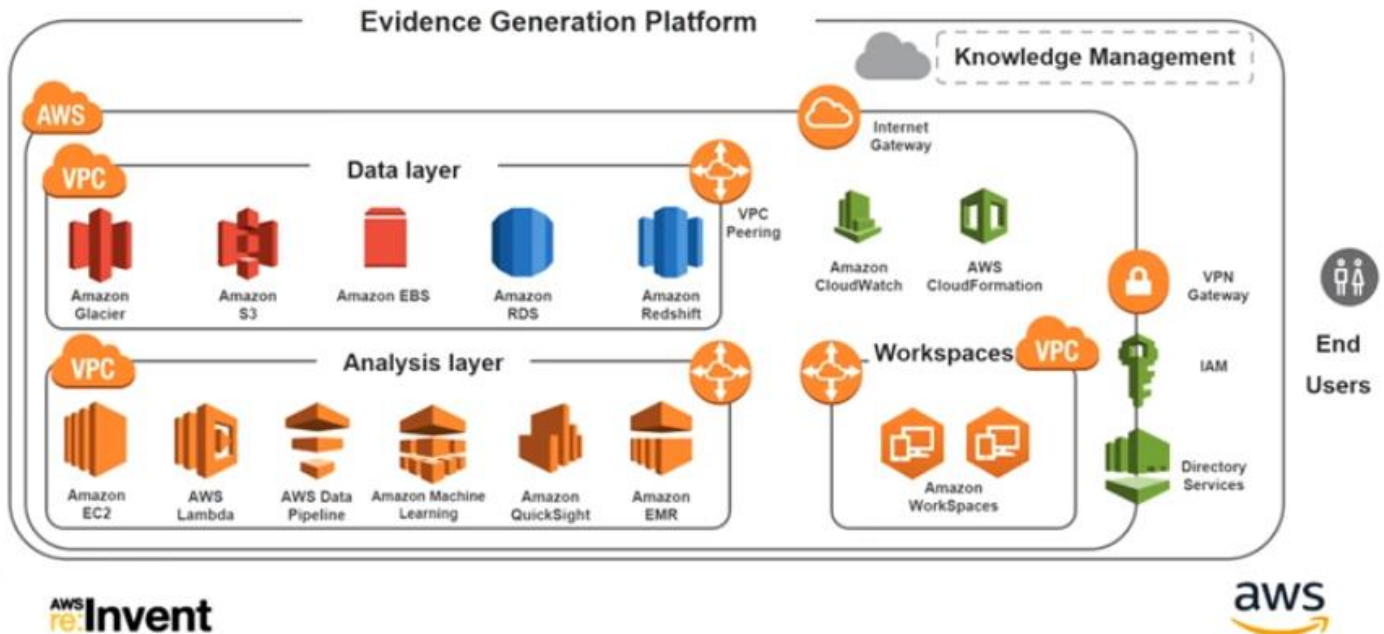 Evidence Generation Platform
Knowledge Management
AWS
Internet
Gateway
VPC
Data layer
VPC
Peering
Amazon
Glacier
Amazon
S3
Amazon EBS
Amazon
RDS
Amazon
Redshift
Amazon
CloudWatch
AWS
CloudFormation
VPN
Gateway
VPC
Analysis layer
Workspaces
VPC
IAM
End
Users
Amazon
EC2
AWS
Lambda
AWS Data
Pipeline
Amazon Machine
Learning
Amazon
QuickSight
Amazon
EMR
Amazon
WorkSpaces
Directory
Services
AWS
re:Invent
aws